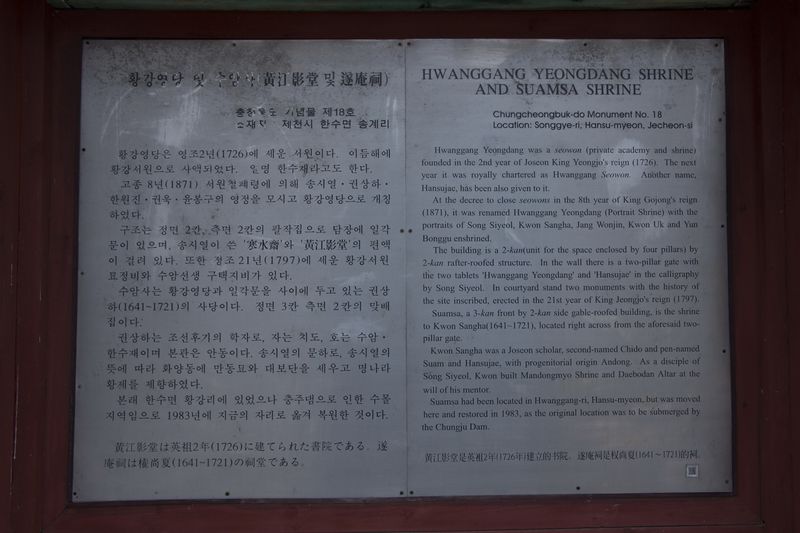 황강영당 및 수암사(黃江影堂 및 遂庵祠)
충청북도 기념물 제18호
소재지 : 제천시 한수면 송계리
황강영당은 영조2년(1726)에 세운 서원이다. 이듬해에
황강서원으로 사액되었다. 일명 한수재라고도 한다.
고종 8년(1871) 서원철폐령에 의해 송시열·권상하·
한원진·권욱·윤봉구의 영정을 모시고 황강영당으로 개칭
하였다.
구조는 정면 2칸, 측면 2칸의 팔작집으로 담장에 일각
문이 있으며, 송시열이 쓴 '寒水齋'와 '黃江影堂'의 편액
이 걸려 있다. 또한 정조 21년(1797)에 세운 황강서원
묘정비와 수암선생 구택지비가 있다.
수암사는 황강영당과 일각문을 사이에 두고 있는 권상
하(1641~1721)의 사당이다. 정면 3칸 측면 2칸의 맞배
집이다.
권상하는 조선후기의 학자로, 자는 치도, 호는 수암·
한수재이며 본관은 안동이다. 송시열의 문하로, 송시열의
뜻에 따라 화양동에 만동묘와 대보단을 세우고 명나라
황제를 제향하였다.
본래 한수면 황강리에 있었으나 충주댐으로 인한 수몰
지역임으로 1983년에 지금의 자리로 옮겨 복원한 것이다.
黃江影堂は英祖2年(1726)に建てられた書院である. 遂
庵祠は權尙夏(1641~1721)の祠堂である.
HWANGGANG YEONGDANG SHRINE
AND SUAMSA SHRINE
Chungcheongbuk-do Monument No. 18
Location: Songgye-ri, Hansu-myeon, Jecheon-si
Hwanggang Yeongdang was a seowon (private academy and shrine)
founded in the 2nd year of Joseon King Yeongjo's reign (1726). The next
year it was royally chartered as Hwanggang Seowon. Another name,
Hansujae, has been also given to it.
At the decree to close seowons in the 8th year of King Gojong's reign
(1871), it was renamed Hwanggang Yeongdang (Portrait Shrine) with the
portraits of Song Siyeol, Kwon Sangha, Jang Wonjin, Kwon Uk and Yun
Bonggu enshrined.
The building is a 2-kan(unit for the space enclosed by four pillars) by
2-kan rafter-roofed structure. In the wall there is a two-pillar gate with
the two tablets 'Hwanggang Yeongdang' and 'Hansujae' in the calligraphy
by Song Siyeol. In courtyard stand two monuments with the history of
the site inscribed, erected in the 21st year of King Jeongjo's reign (1797).
Suamsa, a 3-kan front by 2-kan side gable-roofed building, is the shrine
to Kwon Sangha(1641~1721), located right across from the aforesaid two-
pillar gate.
Kwon Sangha was a Joseon scholar, second-named Chido and pen-named
Suam and Hansujae, with progenitorial origin Andong. As a disciple of
Song Siyeol, Kwon built Mandongmyo Shrine and Daebodan Altar at the
will of his mentor.
Suamsa had been located in Hwanggang-ri, Hansu-myeon, but was moved
here and restored in 1983, as the original location was to be submerged by
the Chungju Dam.
黄江影堂是英祖2年(1726年)建立的书院。遂庵祠是权尚夏(1641~1721)的祠.